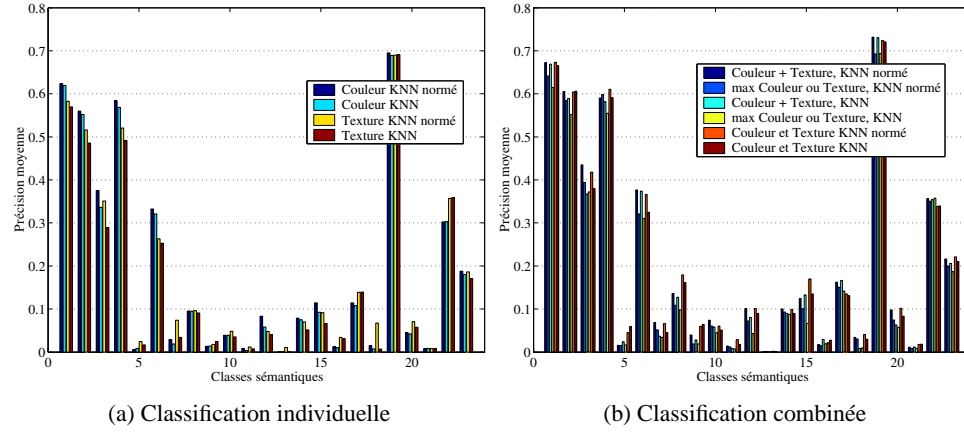 0.8
0.7
0.6
0.5
0.4
0.3
0.2
0.1
0
Précision moyenne
0 5 10 15 20
Classes sémantiques
Couleur KNN normé
Couleur KNN
Texture KNN normé
Texture KNN
(a) Classification individuelle
0.8
0.7
0.6
0.5
0.4
0.3
0.2
0.1
0
Précision moyenne
0 5 10 15 20
Classes sémantiques
Couleur + Texture, KNN normé
max Couleur ou Texture, KNN normé
Couleur + Texture, KNN
max Couleur ou Texture, KNN
Couleur et Texture KNN normé
Couleur et Texture KNN
(b) Classification combinée